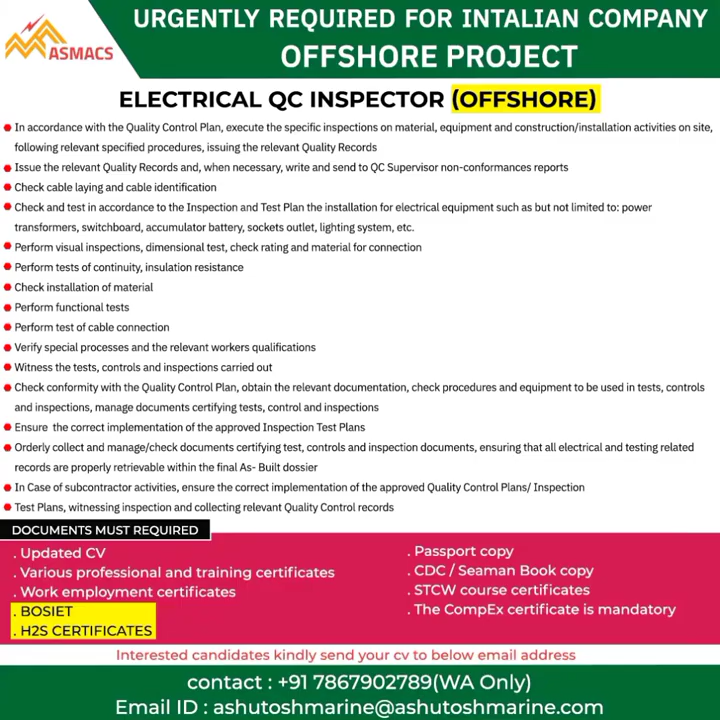 ASMACS
URGENTLY REQUIRED FOR INTALIAN COMPANY
OFFSHORE PROJECT
ELECTRICAL QC INSPECTOR (OFFSHORE)
In accordance with the Quality Control Plan, execute the specific inspections on material, equipment and construction/installation activities on site,
following relevant specified procedures, issuing the relevant Quality Records
Issue the relevant Quality Records and, when necessary, write and send to QC Supervisor non-conformances reports
Check cable laying and cable identification
Check and test in accordance to the Inspection and Test Plan the installation for electrical equipment such as but not limited to: power
transformers, switchboard, accumulator battery, sockets outlet, lighting system, etc.
Perform visual inspections, dimensional test, check rating and material for connection
Perform tests of continuity, insulation resistance
Check installation of material
Perform functional tests
Perform test of cable connection
Verify special processes and the relevant workers qualifications
Witness the tests, controls and inspections carried out
Check conformity with the Quality Control Plan, obtain the relevant documentation, check procedures and equipment to be used in tests, controls
and inspections, manage documents certifying tests, control and inspections
Ensure the correct implementation of the approved Inspection Test Plans
Orderly collect and manage/check documents certifying test, controls and inspection documents, ensuring that all electrical and testing related
records are properly retrievable within the final As- Built dossier
In Case of subcontractor activities, ensure the correct implementation of the approved Quality Control Plans/ Inspection
Test Plans, witnessing inspection and collecting relevant Quality Control records
DOCUMENTS MUST REQUIRED
. Updated CV
. Various professional and training certificates
. Work employment certificates
. BOSIET
. H2S CERTIFICATES
. Passport copy
. CDC / Seaman Book copy
. STCW course certificates
. The CompEx certificate is mandatory
Interested candidates kindly send your cv to below email address
contact : +91 7867902789(WA Only)
Email ID : ashutoshmarine@ashutoshmarine.com